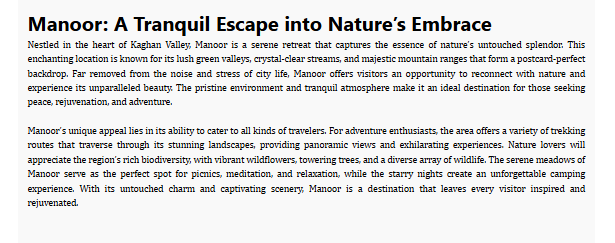 Manoor: A Tranquil Escape into Nature's Embrace
Nestled in the heart of Kaghan Valley, Manoor is a serene retreat that captures the essence of nature's untouched splendor. This
enchanting location is known for its lush green valleys, crystal-clear streams, and majestic mountain ranges that form a postcard-perfect
backdrop. Far removed from the noise and stress of city life, Manoor offers visitors an opportunity to reconnect with nature and
experience its unparalleled beauty. The pristine environment and tranquil atmosphere make it an ideal destination for those seeking
peace, rejuvenation, and adventure.
Manoor's unique appeal lies in its ability to cater to all kinds of travelers. For adventure enthusiasts, the area offers a variety of trekking
routes that traverse through its stunning landscapes, providing panoramic views and exhilarating experiences. Nature lovers will
appreciate the region's rich biodiversity, with vibrant wildflowers, towering trees, and a diverse array of wildlife. The serene meadows of
Manoor serve as the perfect spot for picnics, meditation, and relaxation, while the starry nights create an unforgettable camping
experience. With its untouched charm and captivating scenery, Manoor is a destination that leaves every visitor inspired and
rejuvenated.